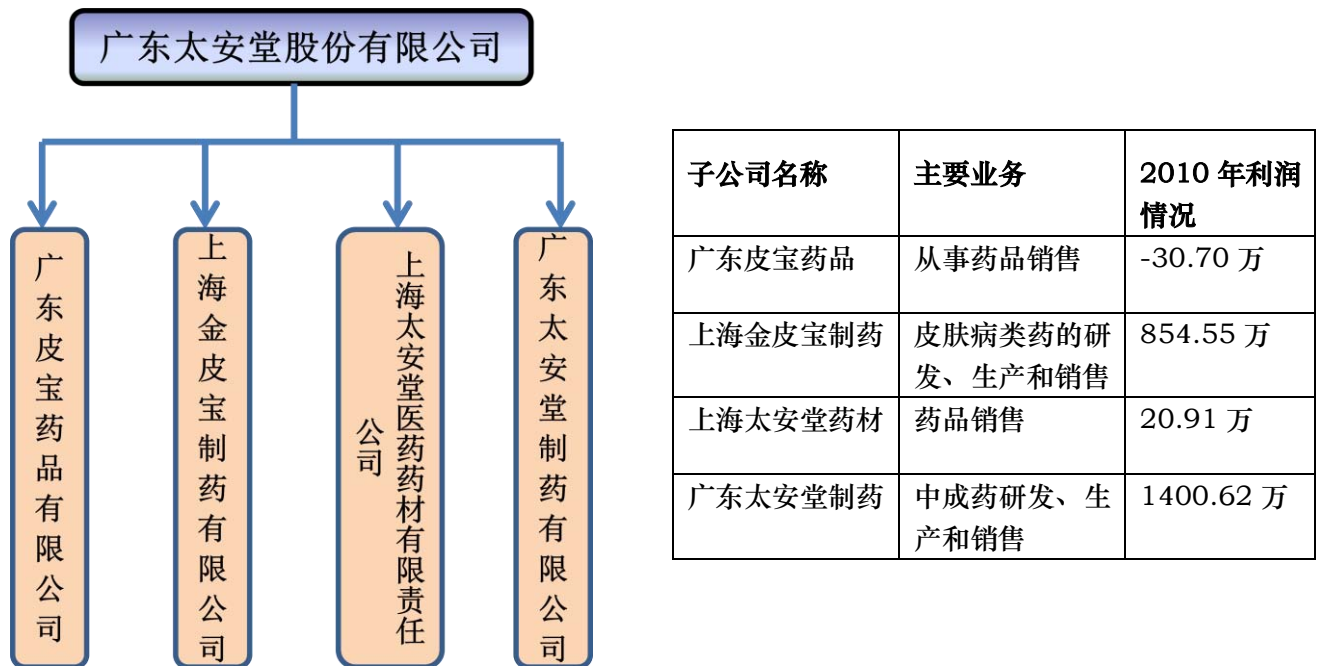 广东太安堂股份有限公司
广东皮宝药品有限公司
上海金皮宝制药有限公司
上海太安堂医药药材有限责任
公司
广东太安堂制药有限公司
子公司名称 主要业务 2010 年利润
情况
广东皮宝药品 从事药品销售 -30.70 万
上海金皮宝制药 皮肤病类药的研 854.55 万
发、生产和销售
上海太安堂药材 药品销售 20.91 万
广东太安堂制药 中成药研发、生 1400.62 万
产和销售